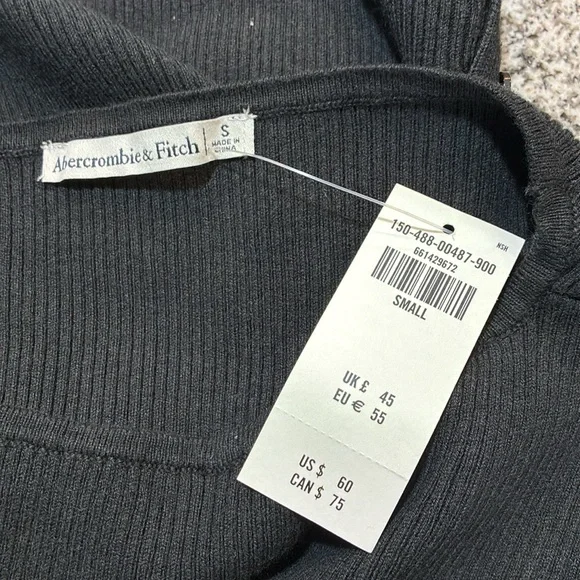 Abercrombie & Fitch
S
MADE IN
CHINA
150-488-00487-900
NSH
661429672
SMALL
UK £ 45
EU € 55
US $ 60
CAN $ 75